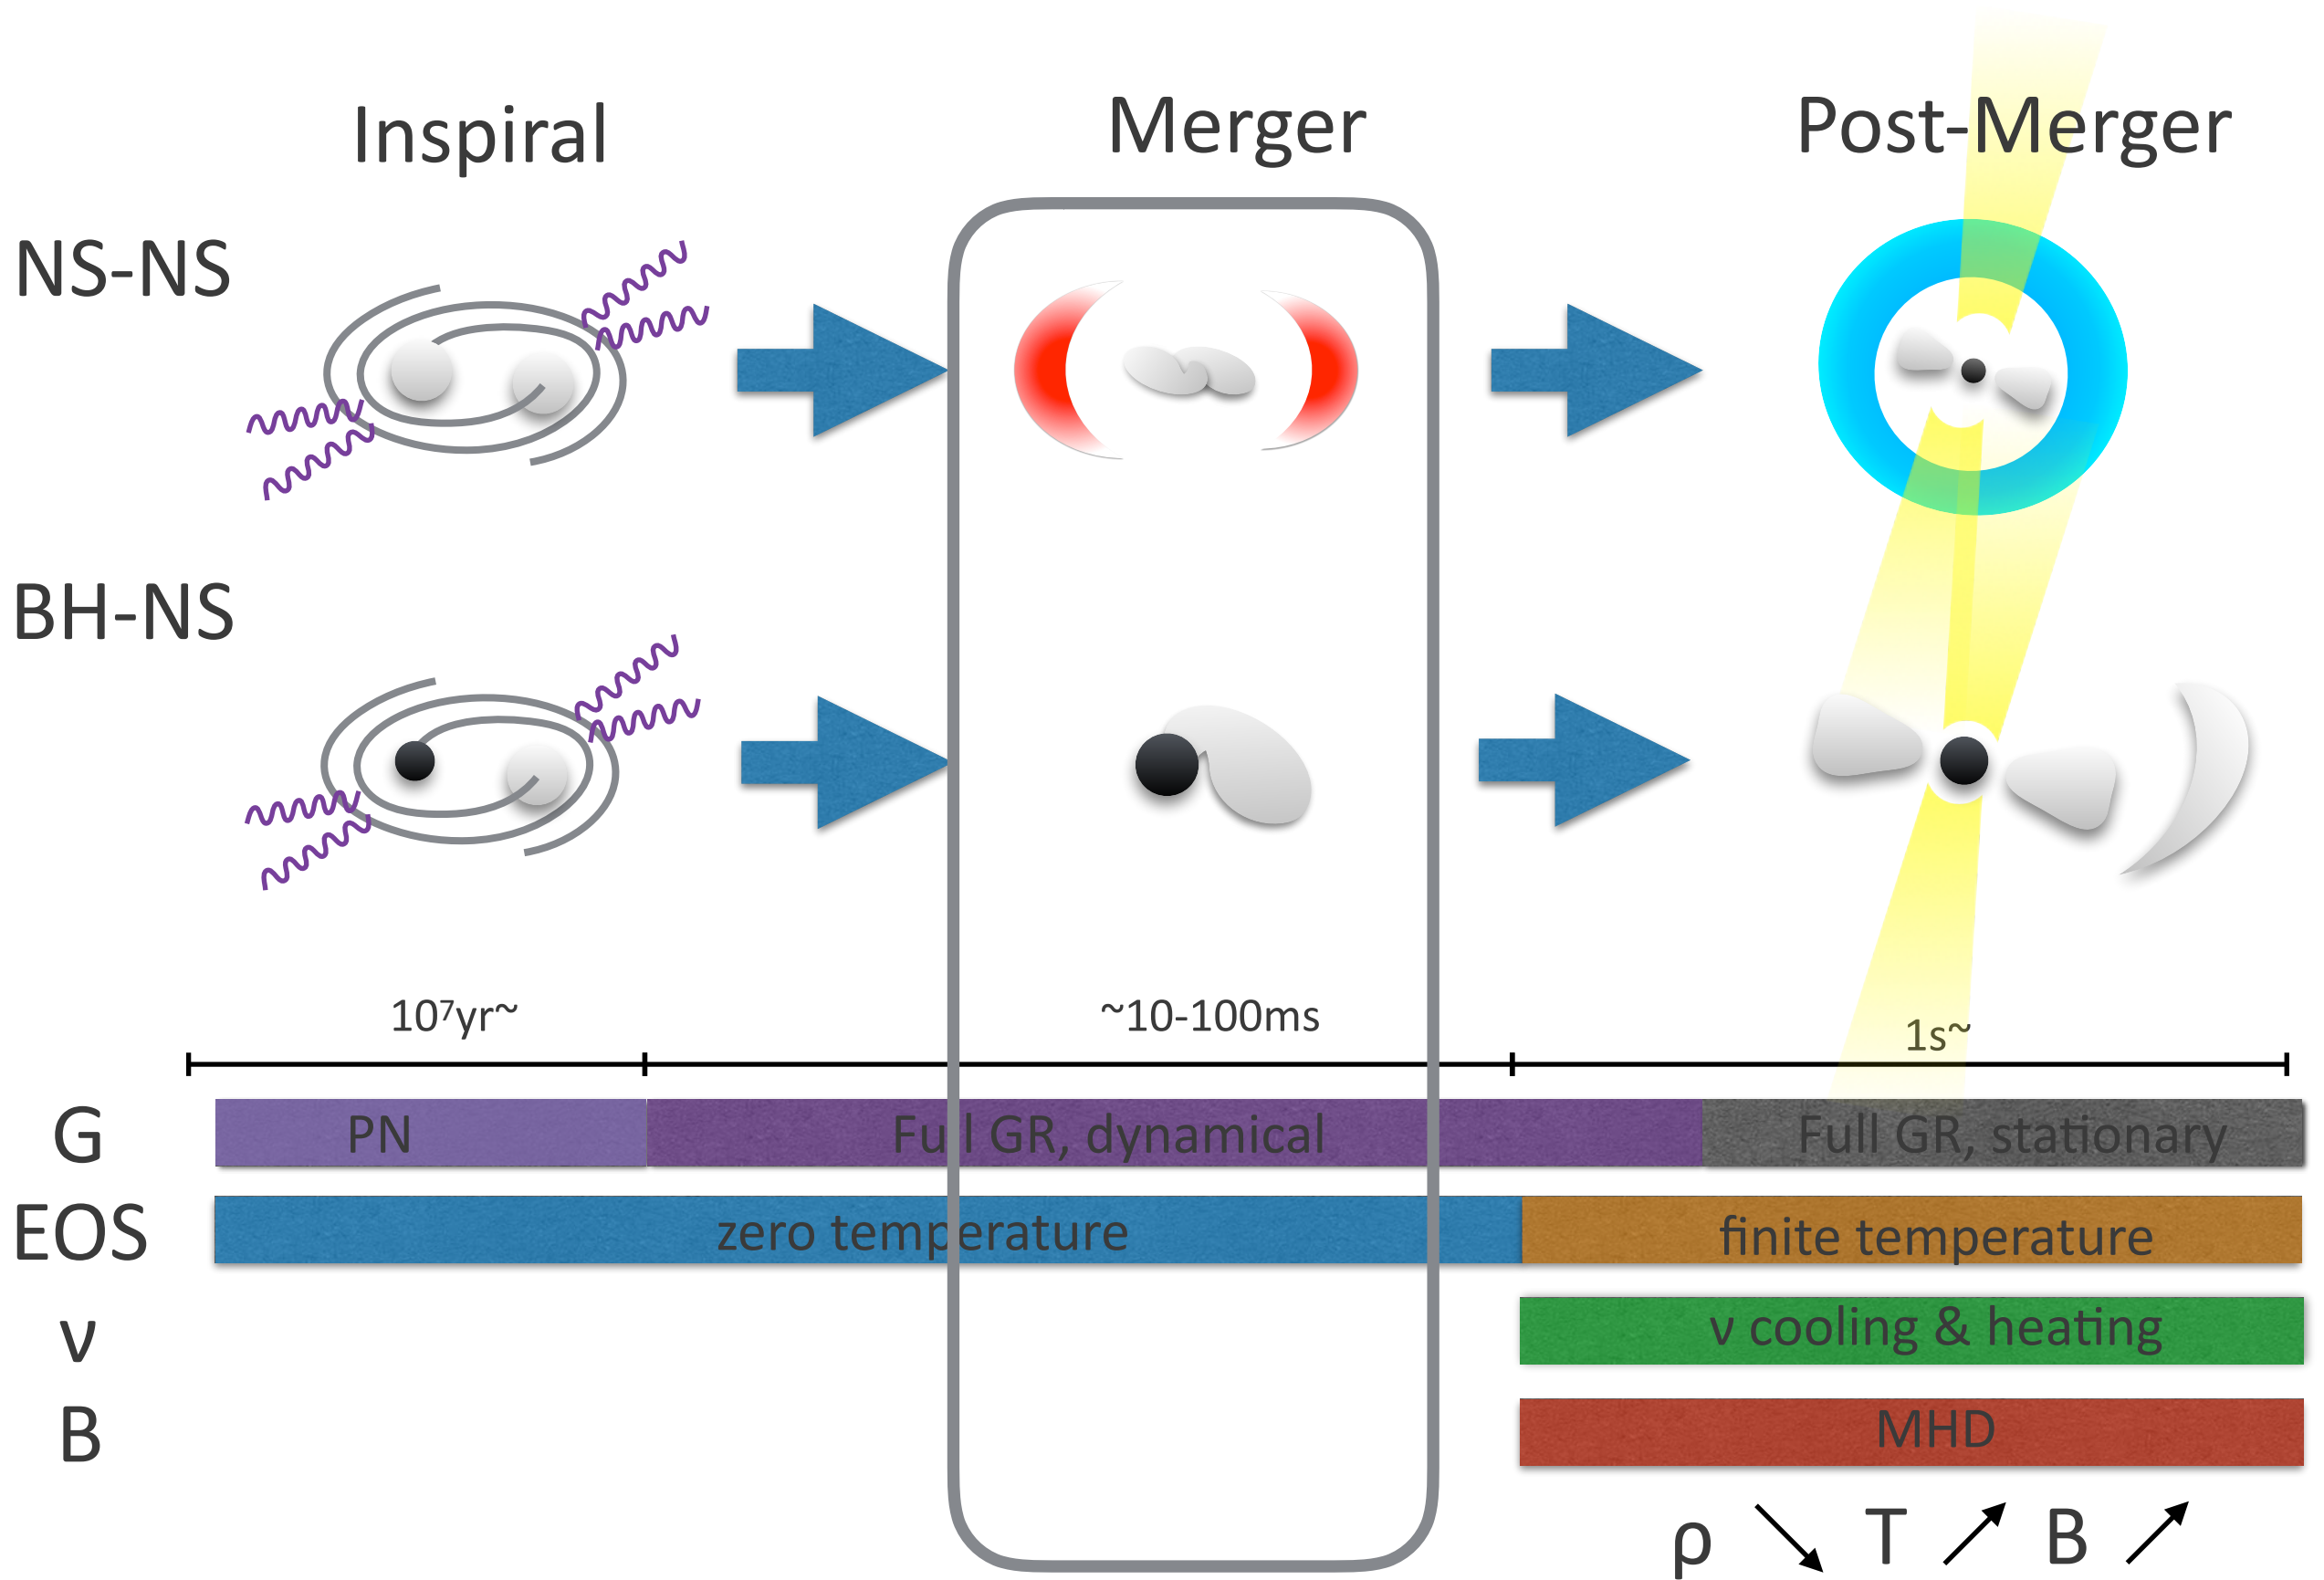 Inspiral
Merger
Post-Merger
NS-NS
BH-NS
10⁷yr~
~10-100ms
1s~
G
PN
Full GR, dynamical
Full GR, stationary
EOS
zero temperature
finite temperature
ν
ν cooling & heating
B
MHD
ρ T B